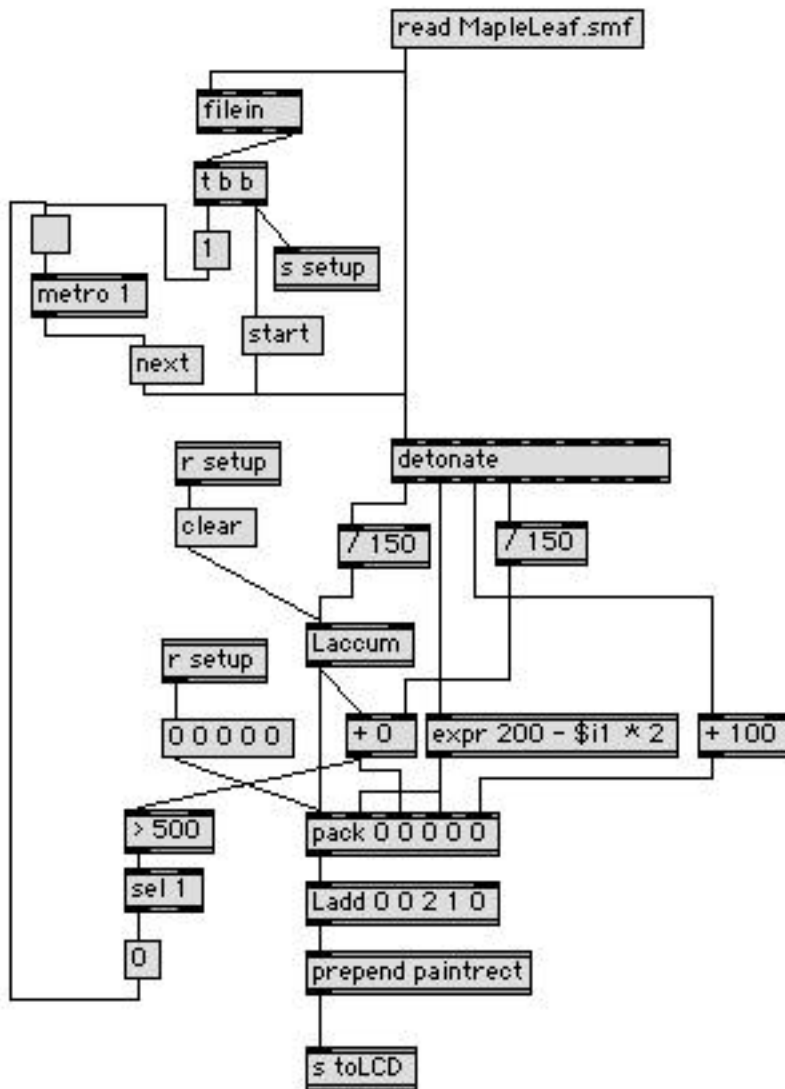 read MapleLeaf.smf
filein
t b b
1
s setup
metro 1
start
next
r setup
detonate
clear
/ 150
/ 150
Laccum
r setup
0 0 0 0 0
+ 0
expr 200 - $i1 * 2
+ 100
> 500
pack 0 0 0 0 0
sel 1
Ladd 0 0 2 1 0
0
prepend paintrect
s toLCD